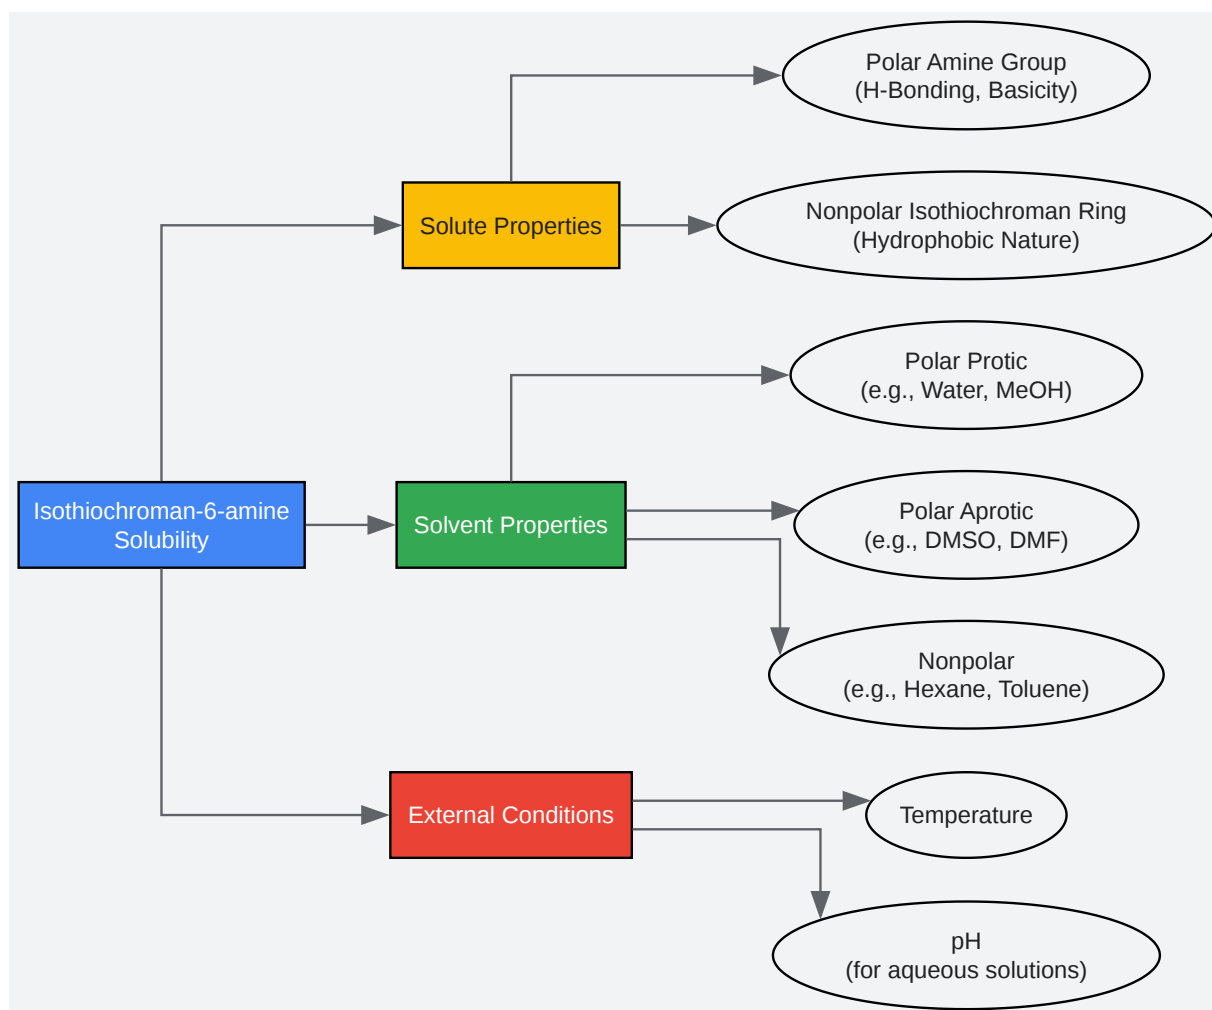 Polar Amine Group
(H-Bonding, Basicity)
Solute Properties
Nonpolar Isothiochroman Ring
(Hydrophobic Nature)
Polar Protic
(e.g., Water, MeOH)
Isothiochroman-6-amine
Solubility
Solvent Properties
Polar Aprotic
(e.g., DMSO, DMF)
Nonpolar
(e.g., Hexane, Toluene)
External Conditions
Temperature
pH
(for aqueous solutions)